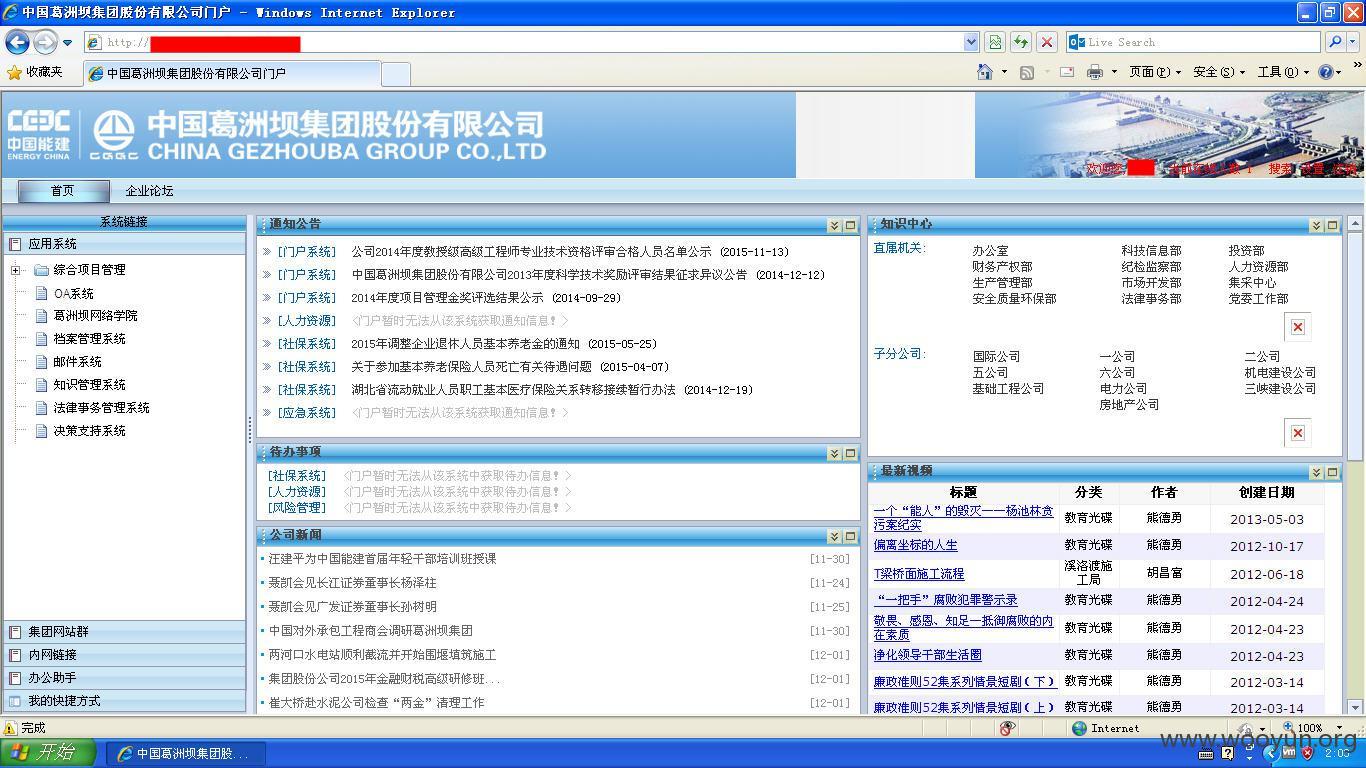 中国葛洲坝集团股份有限公司门户 - Windows Internet Explorer
http://
Live Search
收藏夹
中国葛洲坝集团股份有限公司门户
页面(P)
安全(S)
工具(O)
CEEC
中国能建
ENERGY CHINA
CGGC
中国葛洲坝集团股份有限公司
CHINA GEZHOUBA GROUP CO.,LTD
搜索 设置
首页
企业论坛
系统链接
应用系统
综合项目管理
OA系统
葛洲坝网络学院
档案管理系统
邮件系统
知识管理系统
法律事务管理系统
决策支持系统
集团网站群
内网链接
办公助手
我的快捷方式
通知公告
[门户系统] 公司2014年度教授级高级工程师专业技术资格评审合格人员名单公示 (2015-11-13)
[门户系统] 中国葛洲坝集团股份有限公司2013年度科学技术奖励评审结果征求异议公告 (2014-12-12)
[门户系统] 2014年度项目管理金奖评选结果公示 (2014-09-29)
[人力资源] <门户暂时无法从该系统获取通知信息! >
[社保系统] 2015年调整企业退休人员基本养老金的通知 (2015-05-25)
[社保系统] 关于参加基本养老保险人员死亡有关待遇问题 (2015-04-07)
[社保系统] 湖北省流动就业人员职工基本医疗保险关系转移接续暂行办法 (2014-12-19)
[应急系统] <门户暂时无法从该系统获取通知信息! >
待办事项
[社保系统] <门户暂时无法从该系统中获取待办信息! >
[人力资源] <门户暂时无法从该系统中获取待办信息! >
[风险管理] <门户暂时无法从该系统中获取待办信息! >
公司新闻
汪建平为中国能建首届年轻干部培训班授课 [11-30]
聂凯会见长江证券董事长杨泽柱 [11-24]
聂凯会见广发证券董事长孙树明 [11-25]
中国对外承包工程商会调研葛洲坝集团 [11-30]
两河口水电站顺利截流并开始围堰填筑施工 [12-01]
集团股份公司2015年金融财税高级研修班... [12-01]
崔大桥赴水泥公司检查“两金”清理工作 [12-01]
知识中心
直属机关:
办公室 科技信息部 投资部
财务产权部 纪检监察部 人力资源部
生产管理部 市场开发部 集采中心
安全质量环保部 法律事务部 党委工作部
子分公司:
国际公司 一公司 二公司
五公司 六公司 机电建设公司
基础工程公司 电力公司 三峡建设公司
房地产公司
最新视频
标题 分类 作者 创建日期
一个“能人”的毁灭——杨池林贪污案纪实 教育光碟 熊德勇 2013-05-03
偏离坐标的人生 教育光碟 熊德勇 2012-10-17
T梁桥面施工流程 溪洛渡施工局 胡昌富 2012-06-18
“一把手”腐败犯罪警示录 教育光碟 熊德勇 2012-04-24
敬畏、感恩、知足—抵御腐败的内在素质 教育光碟 熊德勇 2012-04-23
净化领导干部生活圈 教育光碟 熊德勇 2012-04-23
廉政准则52集系列情景短剧（下） 教育光碟 熊德勇 2012-03-14
廉政准则52集系列情景短剧（上） 教育光碟 熊德勇 2012-03-14
完成
Internet
100%
www.wooyun.org
开始
中国葛洲坝集团股...